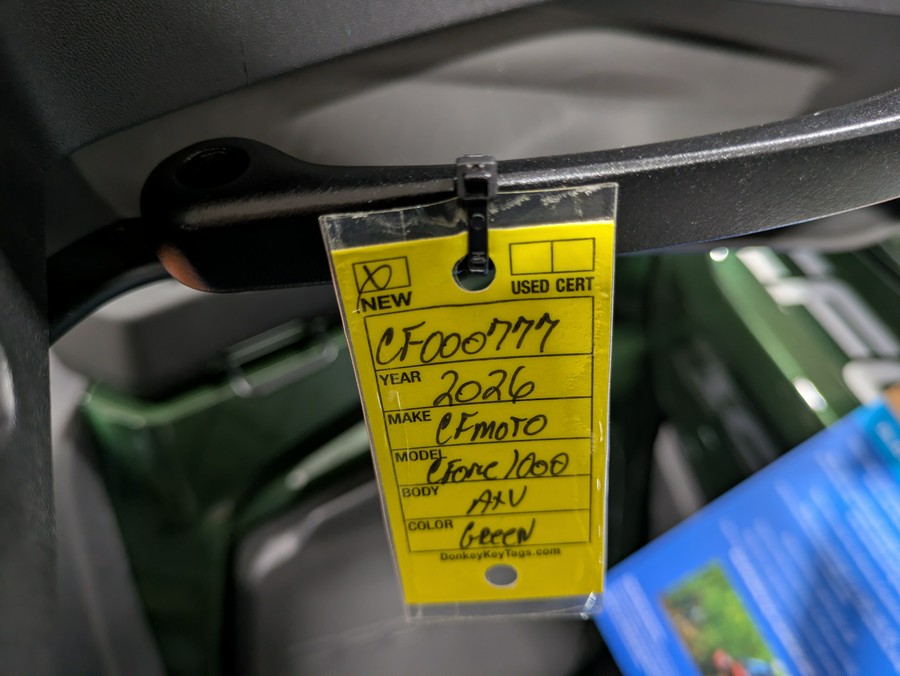 NEW
USED CERT
CF000777
YEAR 2026
MAKE CFMOTO
MODEL CForce 1000
BODY AXV
COLOR GREEN
DonkeyKeyTags.com